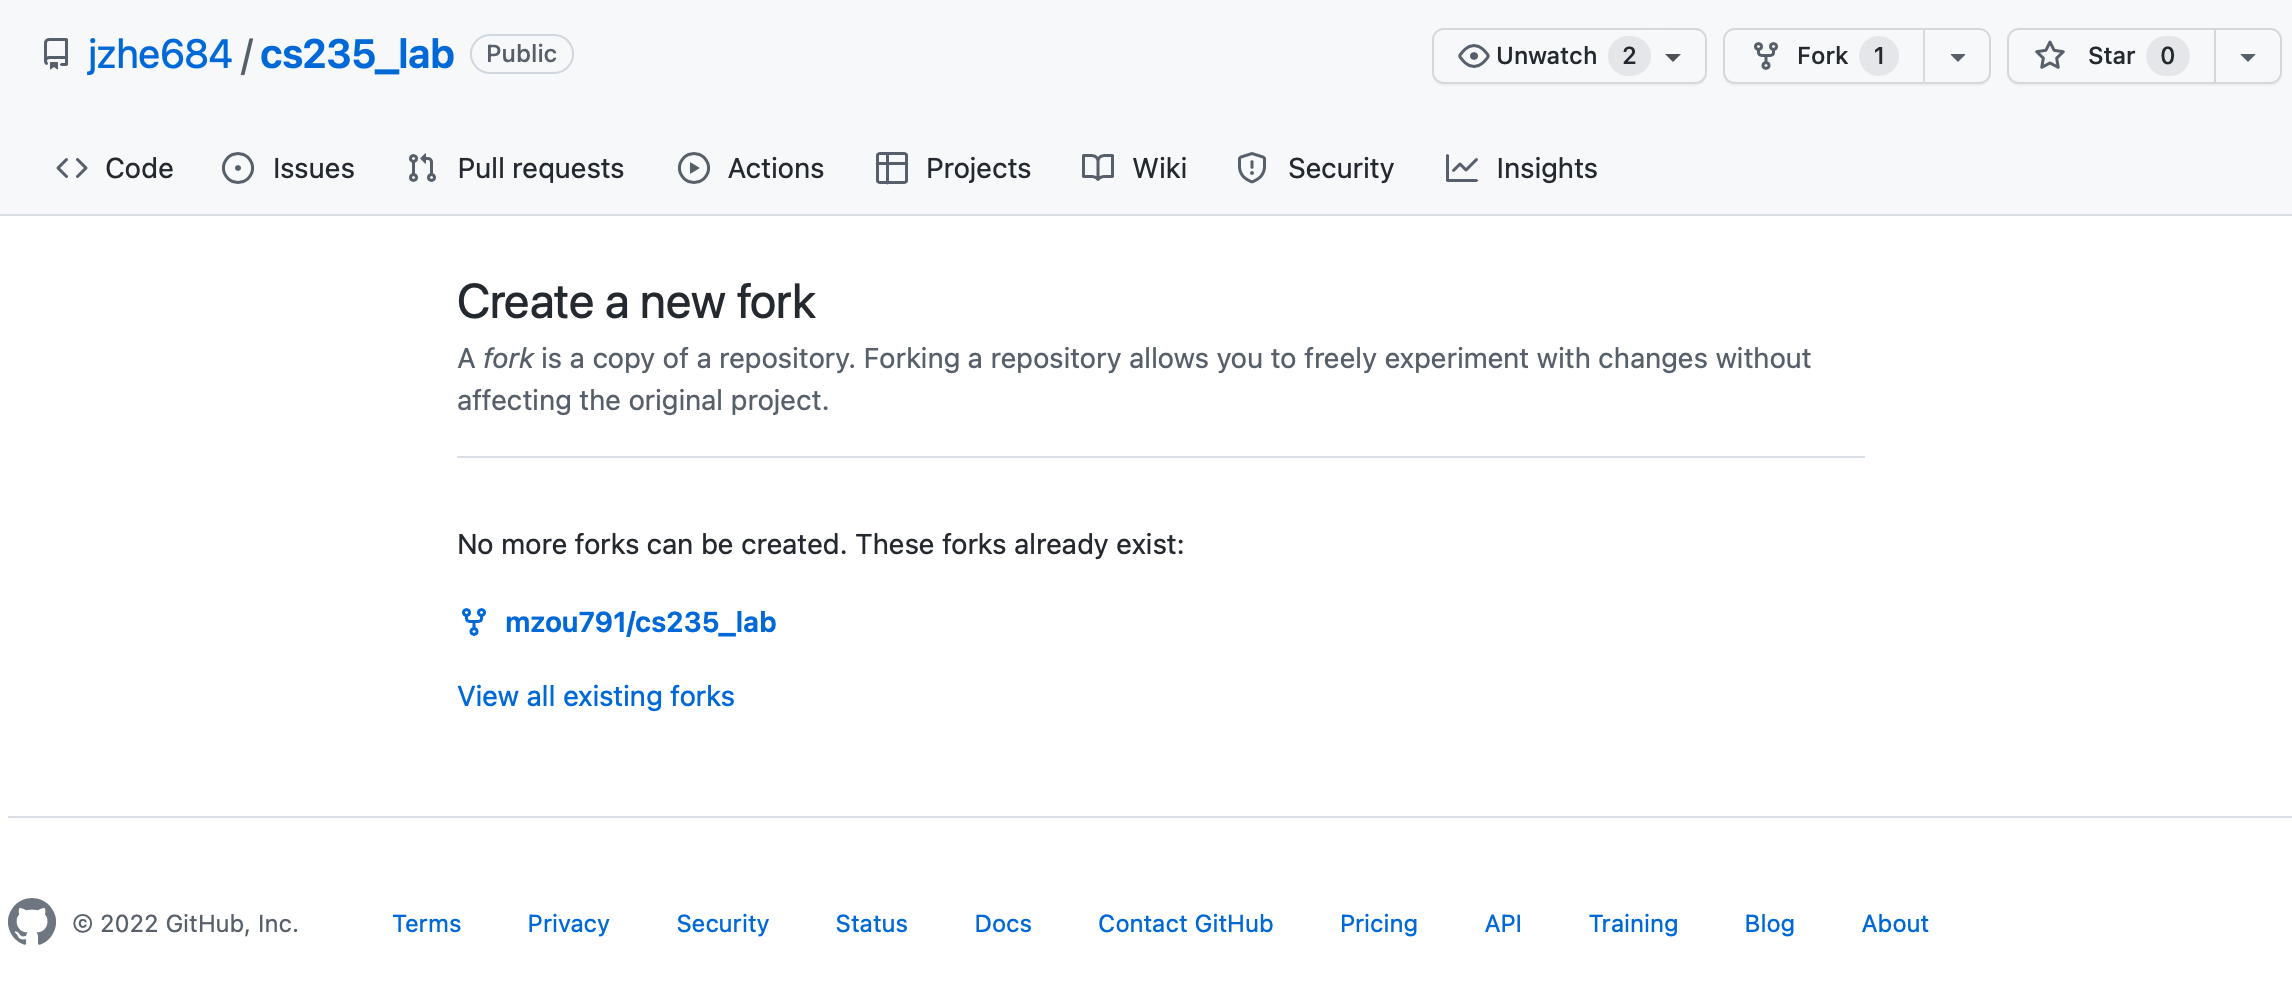 jzhe684 / cs235_lab Public Unwatch 2 Fork 1 Star 0
Code Issues Pull requests Actions Projects Wiki Security Insights
Create a new fork
A fork is a copy of a repository. Forking a repository allows you to freely experiment with changes without
affecting the original project.
No more forks can be created. These forks already exist:
mzou791/cs235_lab
View all existing forks
© 2022 GitHub, Inc. Terms Privacy Security Status Docs Contact GitHub Pricing API Training Blog About